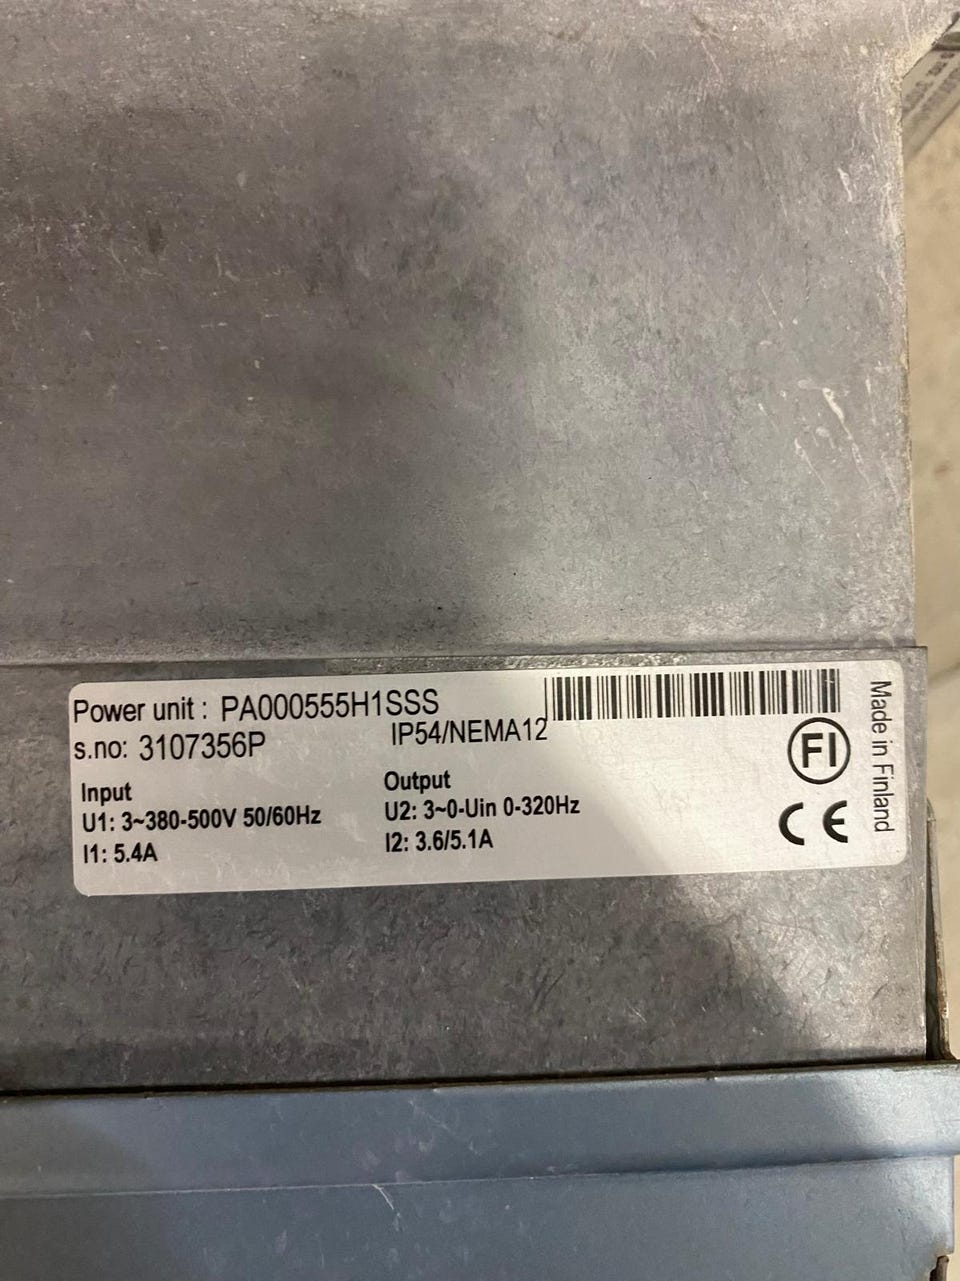 Power unit : PA000555H1SSS
s.no: 3107356P
IP54/NEMA12
Input
U1: 3~380-500V 50/60Hz
I1: 5.4A
Output
U2: 3~0-Uin 0-320Hz
I2: 3.6/5.1A
FI
CE
Made in Finland